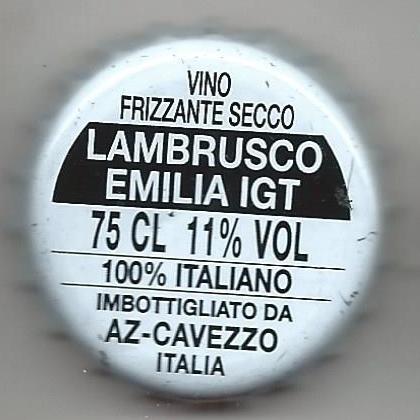 VINO
FRIZZANTE SECCO
LAMBRUSCO
EMILIA IGT
75 CL 11% VOL
100% ITALIANO
IMBOTTIGLIATO DA
AZ-CAVEZZO
ITALIA